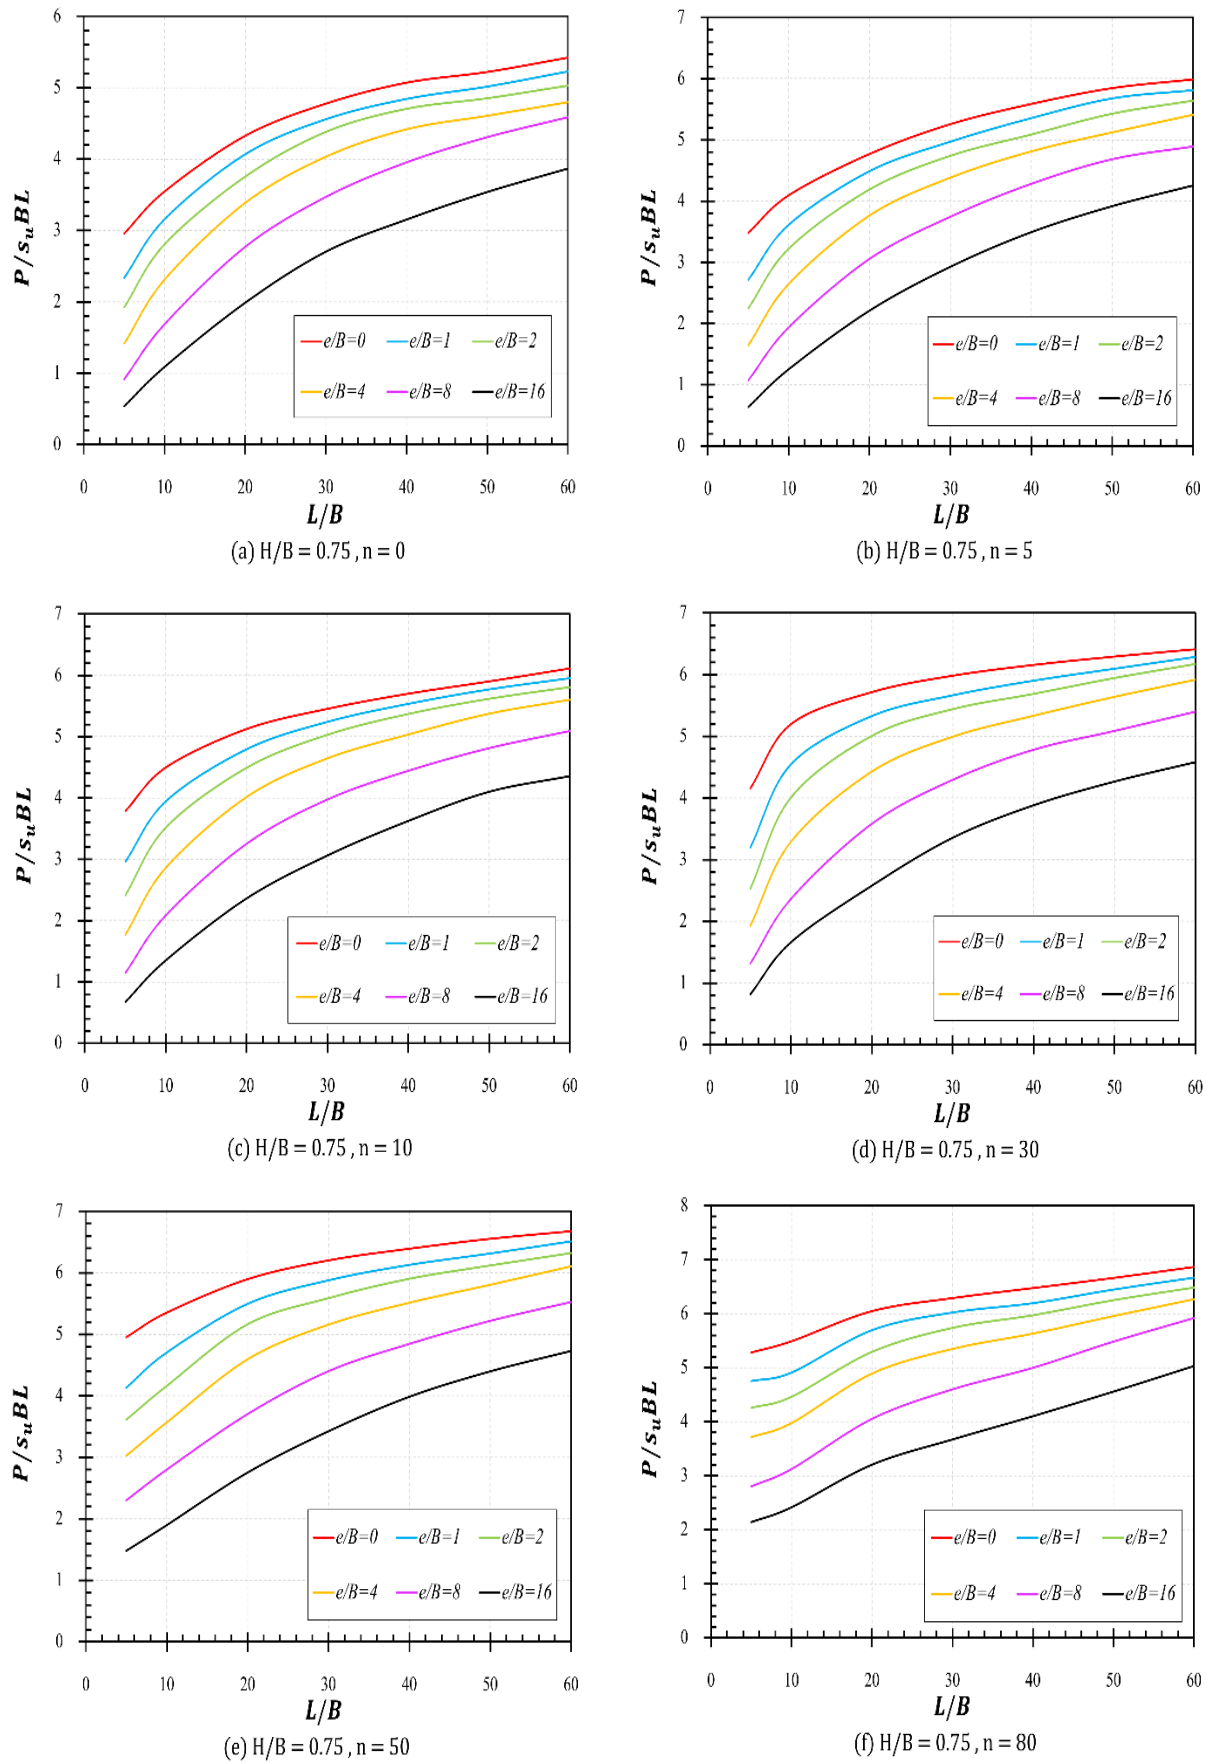 6
5
4
3
2
1
0
P/s_uBL
e/B=0 e/B=1 e/B=2
e/B=4 e/B=8 e/B=16
0 10 20 30 40 50 60
L/B
(a) H/B = 0.75 , n = 0
7
6
5
4
3
2
1
0
P/s_uBL
e/B=0 e/B=1 e/B=2
e/B=4 e/B=8 e/B=16
0 10 20 30 40 50 60
L/B
(b) H/B = 0.75 , n = 5
7
6
5
4
3
2
1
0
P/s_uBL
e/B=0 e/B=1 e/B=2
e/B=4 e/B=8 e/B=16
0 10 20 30 40 50 60
L/B
(c) H/B = 0.75 , n = 10
7
6
5
4
3
2
1
0
P/s_uBL
e/B=0 e/B=1 e/B=2
e/B=4 e/B=8 e/B=16
0 10 20 30 40 50 60
L/B
(d) H/B = 0.75 , n = 30
7
6
5
4
3
2
1
0
P/s_uBL
e/B=0 e/B=1 e/B=2
e/B=4 e/B=8 e/B=16
0 10 20 30 40 50 60
L/B
(e) H/B = 0.75 , n = 50
8
7
6
5
4
3
2
1
0
P/s_uBL
e/B=0 e/B=1 e/B=2
e/B=4 e/B=8 e/B=16
0 10 20 30 40 50 60
L/B
(f) H/B = 0.75 , n = 80